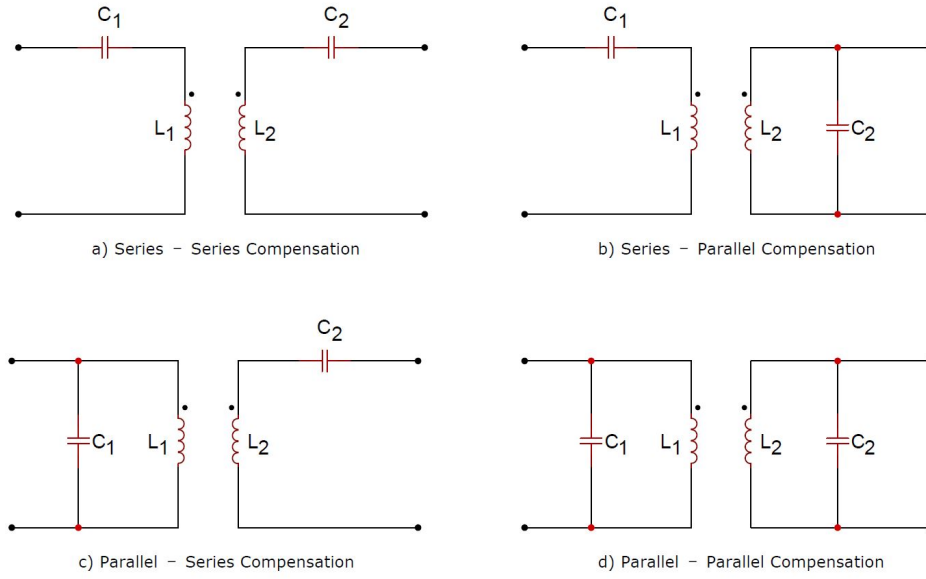 C1
C2
L1
L2
a) Series – Series Compensation
C1
L1
L2
C2
b) Series – Parallel Compensation
C2
C1
L1
L2
c) Parallel – Series Compensation
C1
L1
L2
C2
d) Parallel – Parallel Compensation